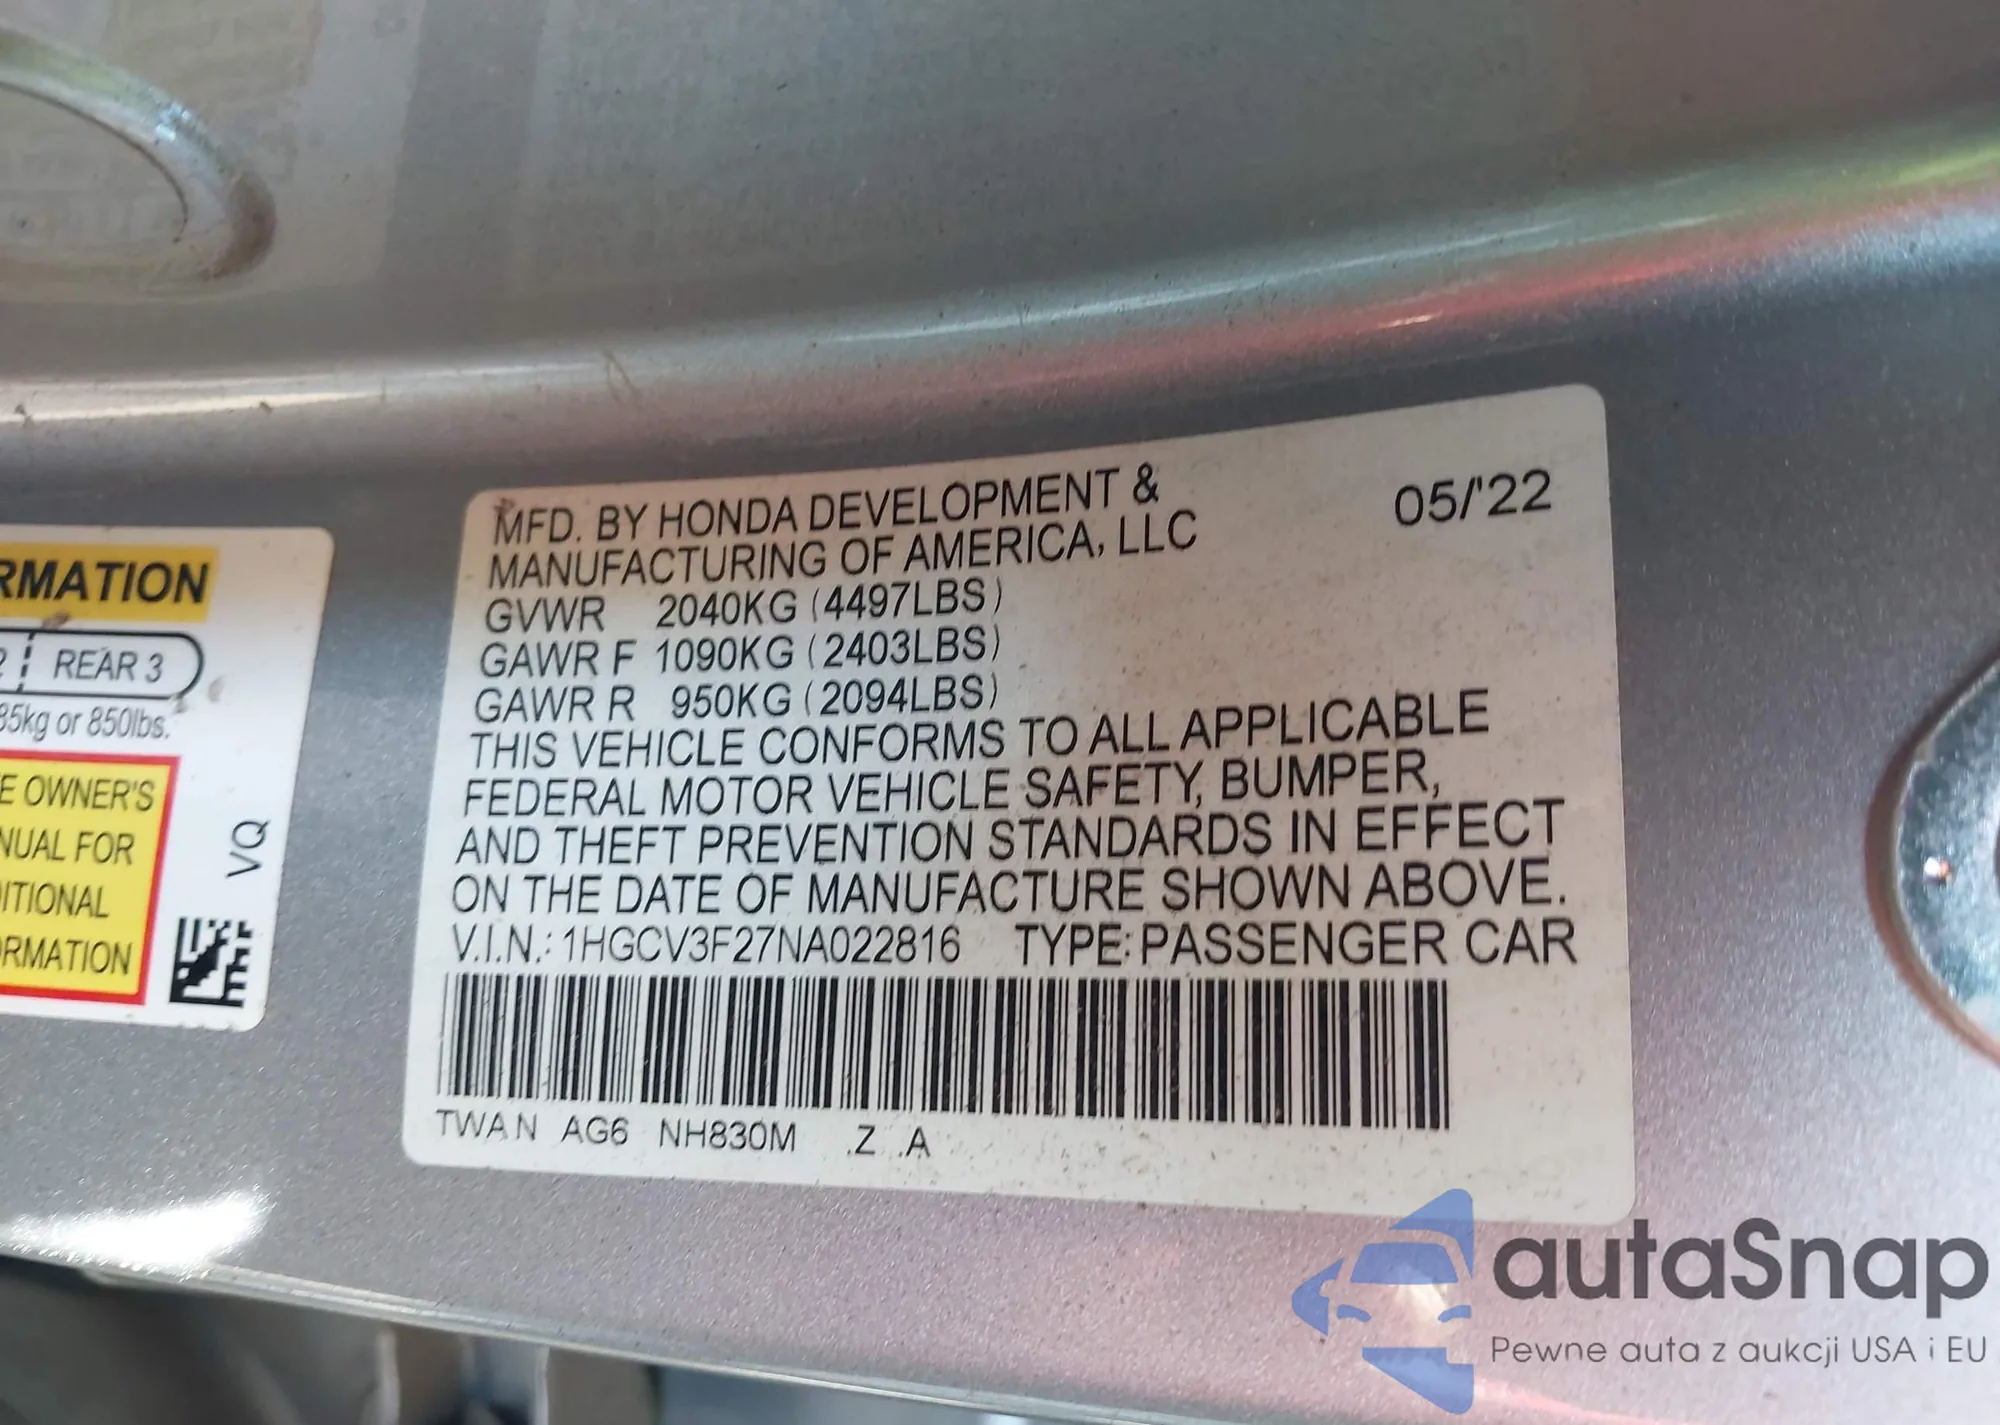 RMATION
REAR 3
85kg or 850lbs.
E OWNER'S
NUAL FOR
DITIONAL
ORMATION
VQ
MFD. BY HONDA DEVELOPMENT &
MANUFACTURING OF AMERICA, LLC
05/'22
GVWR 2040KG (4497LBS)
GAWR F 1090KG (2403LBS)
GAWR R 950KG (2094LBS)
THIS VEHICLE CONFORMS TO ALL APPLICABLE
FEDERAL MOTOR VEHICLE SAFETY, BUMPER,
AND THEFT PREVENTION STANDARDS IN EFFECT
ON THE DATE OF MANUFACTURE SHOWN ABOVE.
V.I.N.: 1HGCV3F27NA022816 TYPE: PASSENGER CAR
TWAN AG6 NH830M .Z .A
autaSnap
Pewne auta z aukcji USA i EU